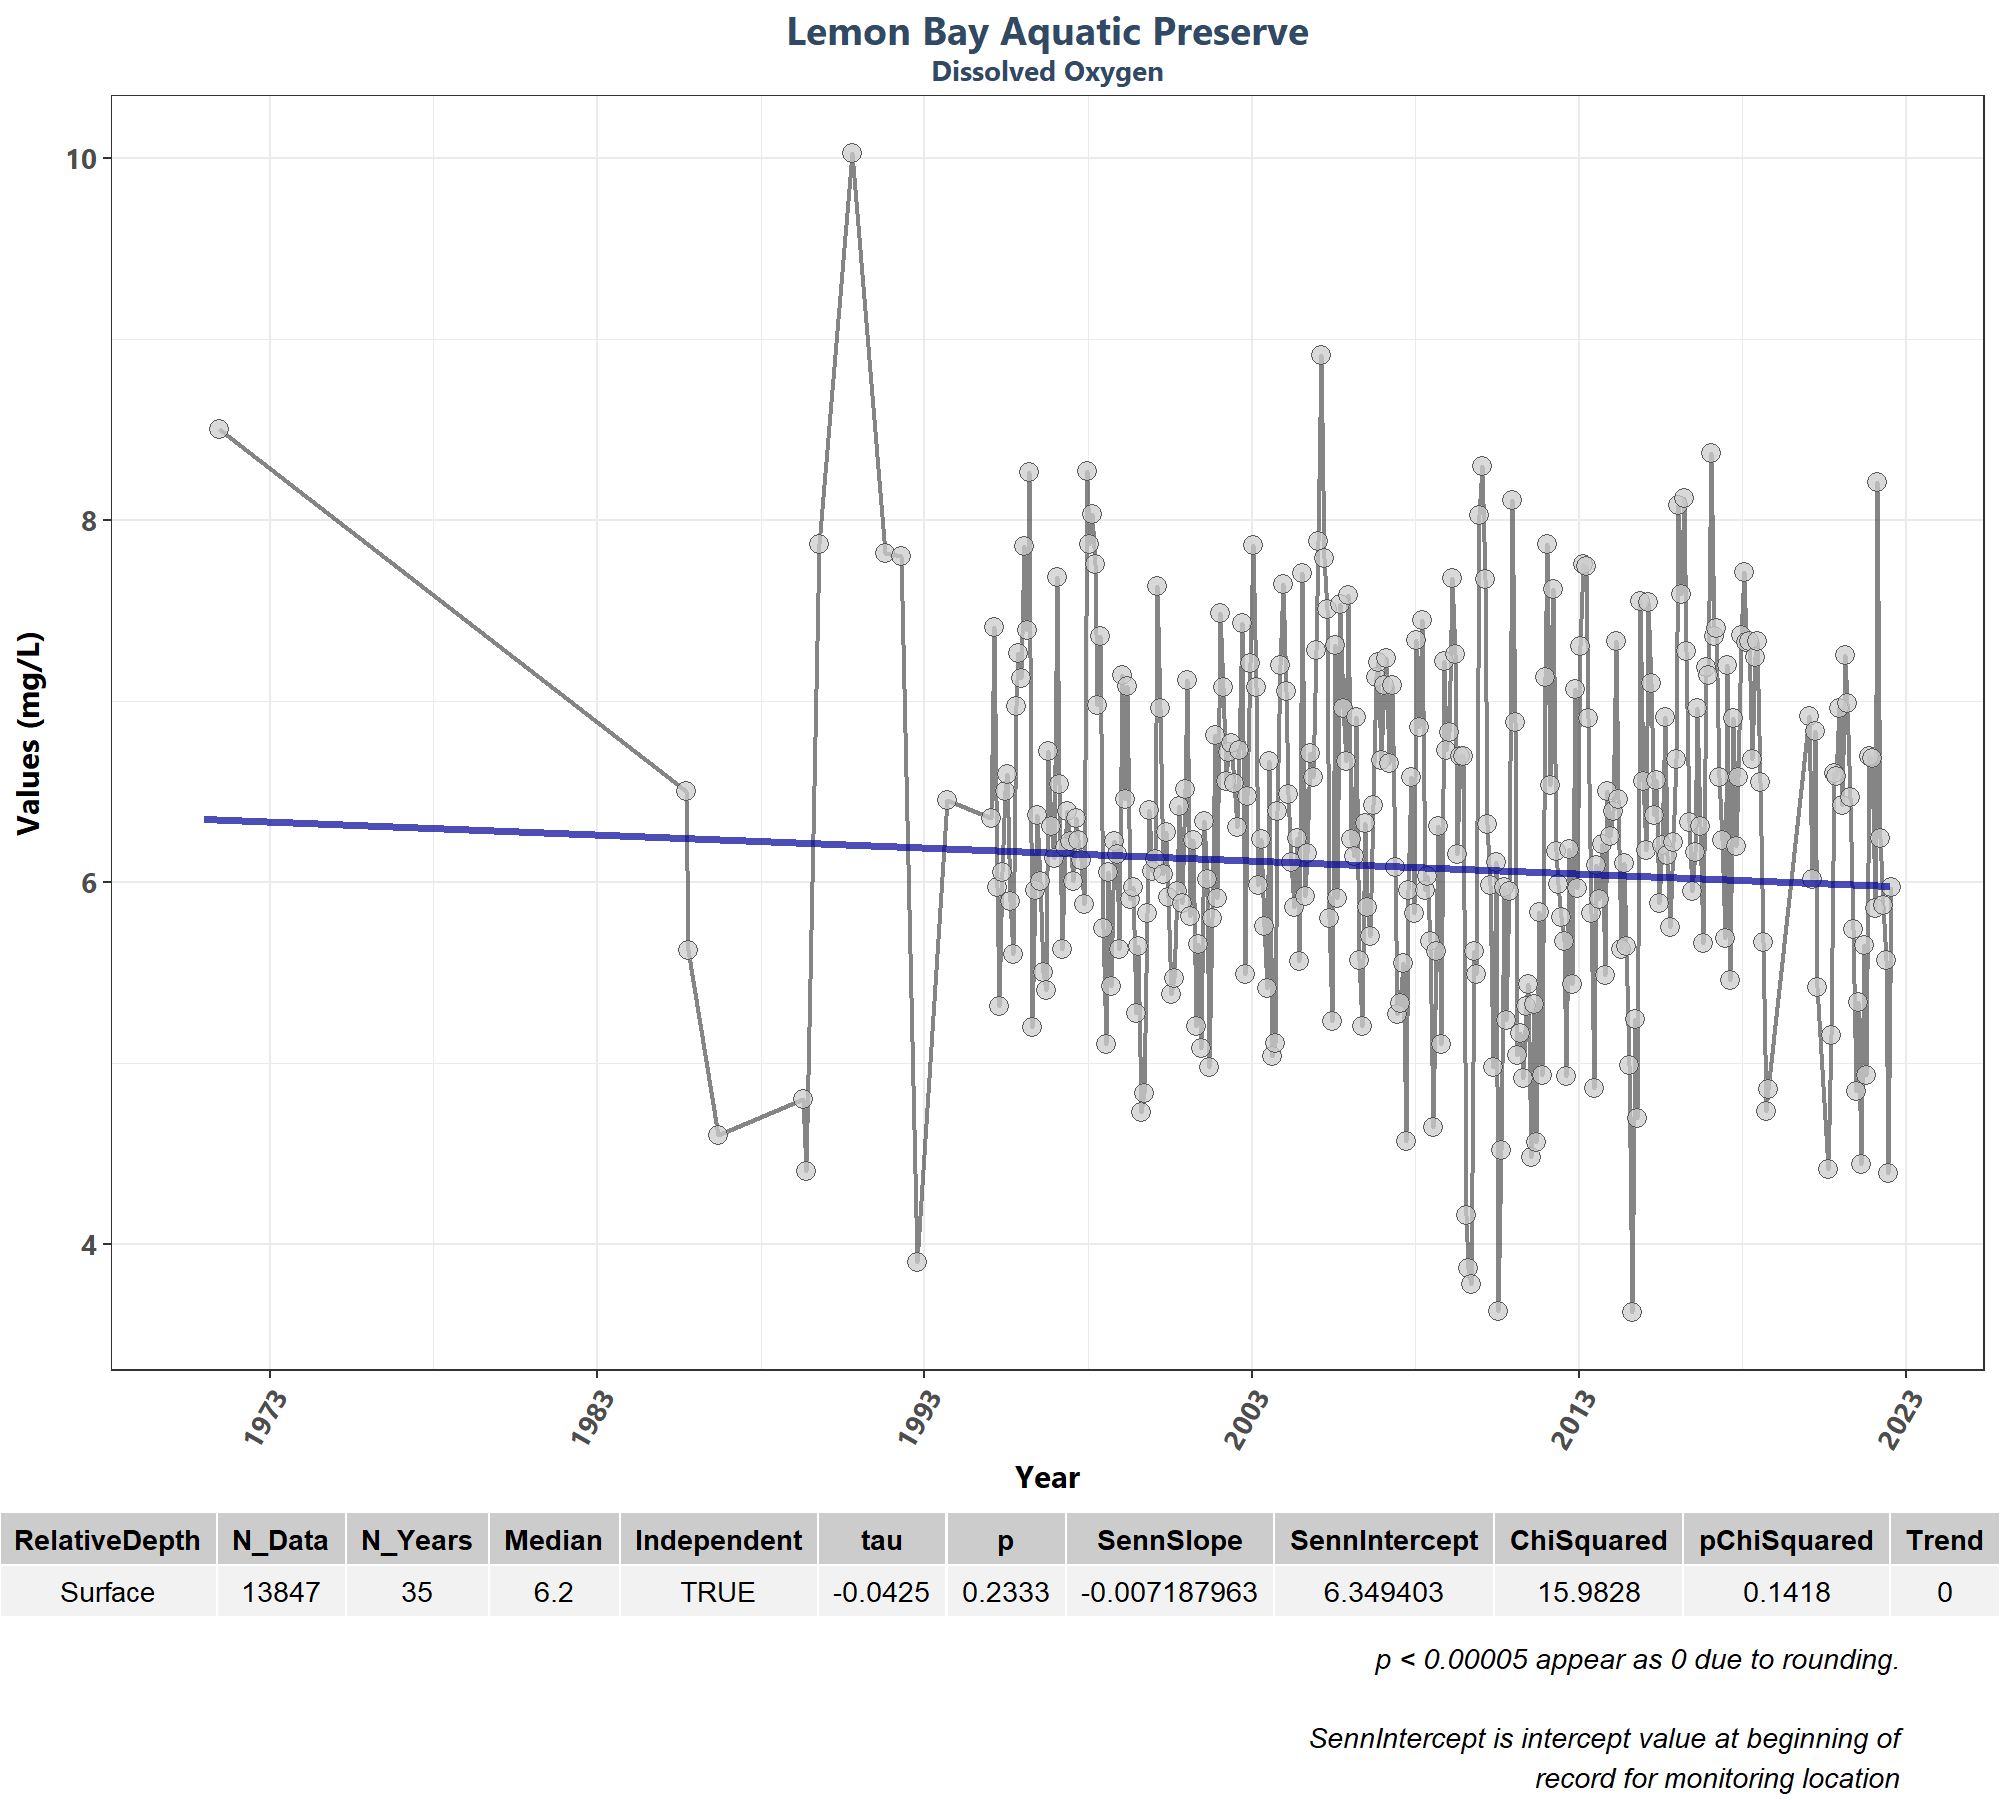 Lemon Bay Aquatic Preserve
Dissolved Oxygen
Values (mg/L)
10
8
6
4
1973
1983
1993
2003
2013
2023
Year
RelativeDepth N_Data N_Years Median Independent tau p SennSlope SennIntercept ChiSquared pChiSquared Trend
Surface 13847 35 6.2 TRUE -0.0425 0.2333 -0.007187963 6.349403 15.9828 0.1418 0
p < 0.00005 appear as 0 due to rounding.
SennIntercept is intercept value at beginning of
record for monitoring location